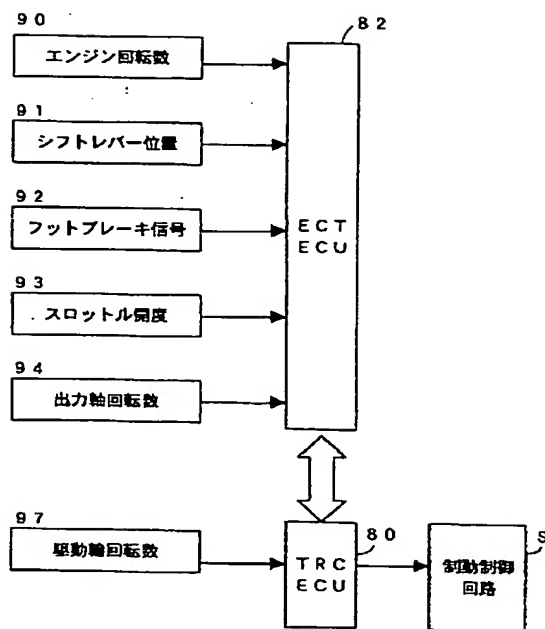 90
エンジン回転数
82
91
シフトレバー位置
92
フットブレーキ信号
ECT
ECU
93
スロットル開度
94
出力軸回転数
97
駆動輪回転数
80
TRC
ECU
S
制動制御
回路